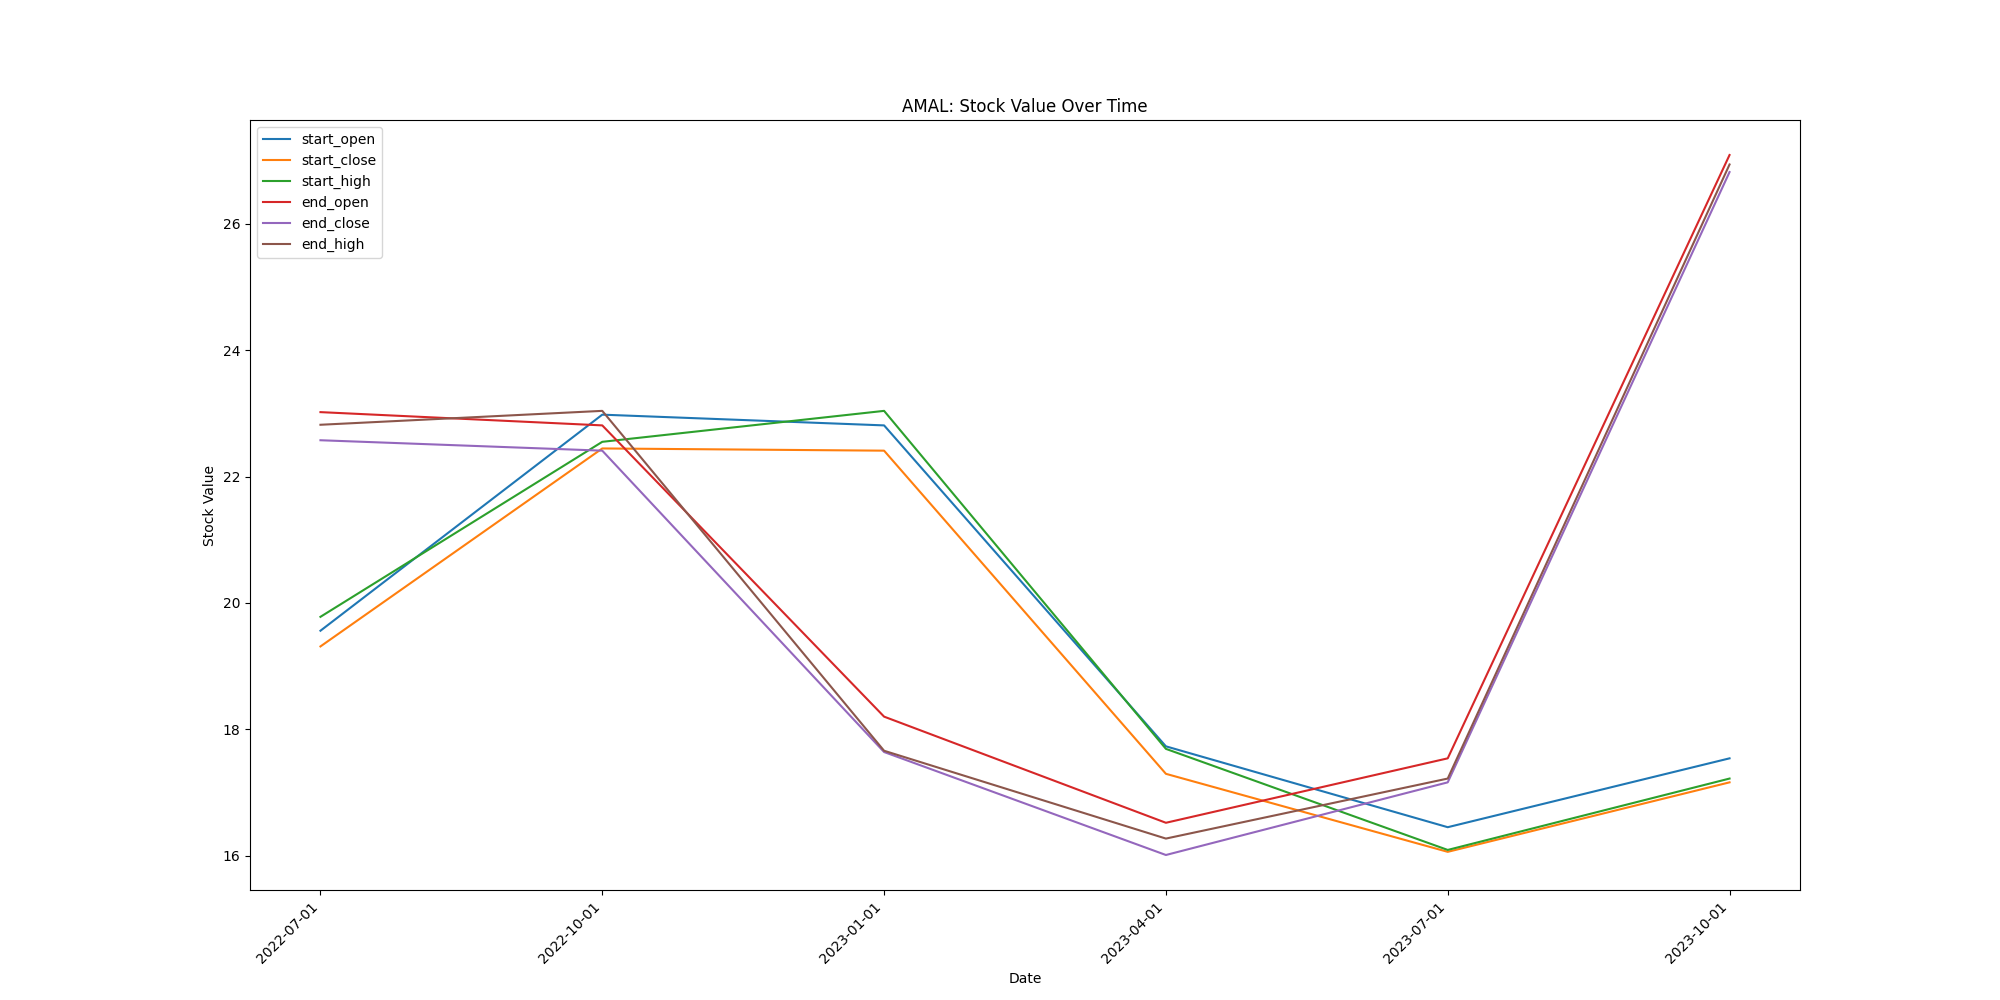 AMAL: Stock Value Over Time
start_open
start_close
start_high
end_open
end_close
end_high
26
24
22
20
18
16
Stock Value
2022-07-01
2022-10-01
2023-01-01
2023-04-01
2023-07-01
2023-10-01
Date